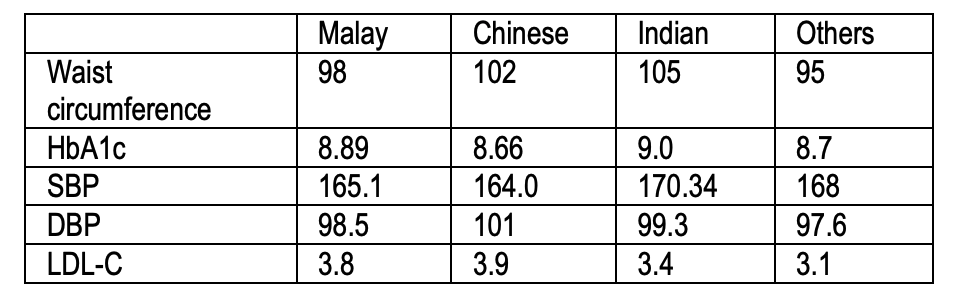 Malay Chinese Indian Others
Waist circumference 98 102 105 95
HbA1c 8.89 8.66 9.0 8.7
SBP 165.1 164.0 170.34 168
DBP 98.5 101 99.3 97.6
LDL-C 3.8 3.9 3.4 3.1